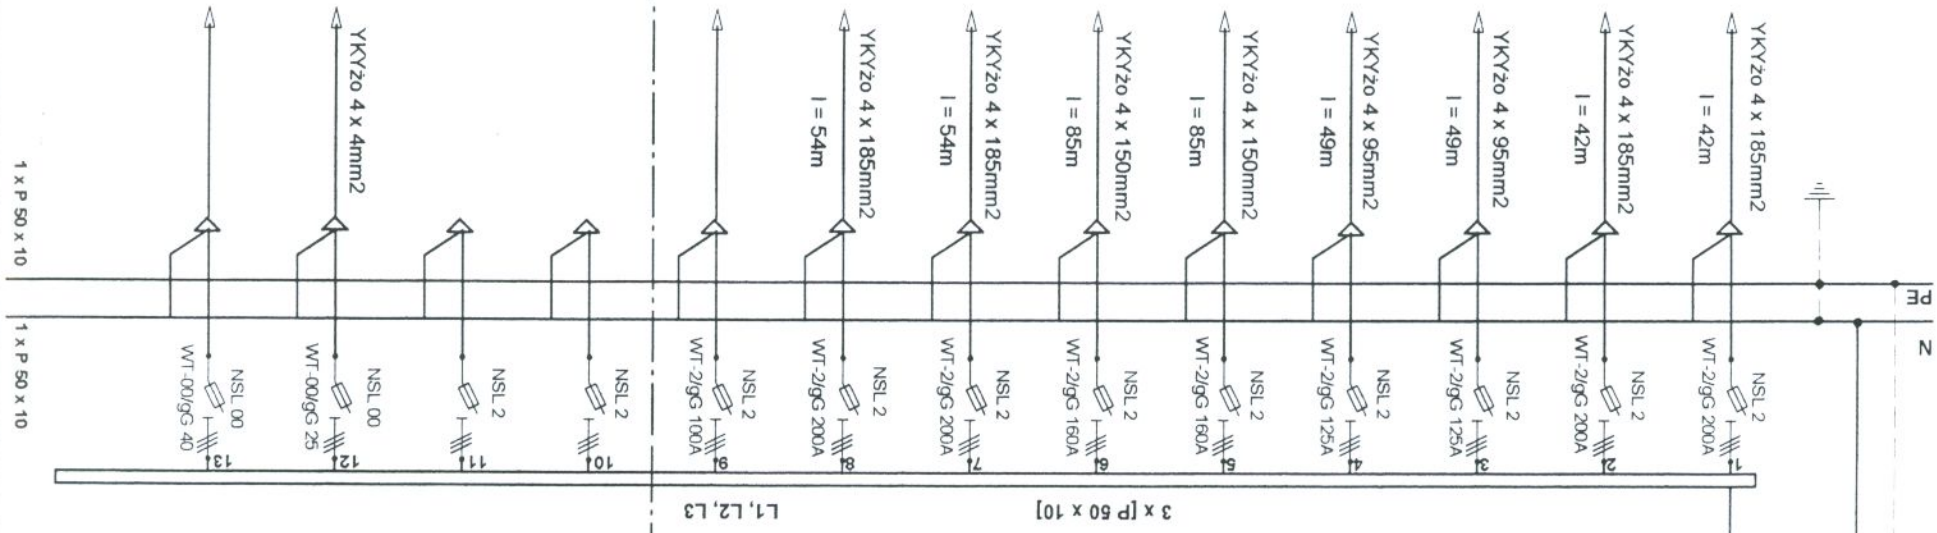 3 x [P 50 x 10]
L1, L2, L3
1
NSL 2
WT-2/gG 200A
YKYżo 4 x 185mm2
l = 42m
2
NSL 2
WT-2/gG 200A
YKYżo 4 x 185mm2
l = 42m
3
NSL 2
WT-2/gG 125A
YKYżo 4 x 95mm2
l = 49m
4
NSL 2
WT-2/gG 125A
YKYżo 4 x 95mm2
l = 49m
5
NSL 2
WT-2/gG 160A
YKYżo 4 x 150mm2
l = 85m
6
NSL 2
WT-2/gG 160A
YKYżo 4 x 150mm2
l = 85m
7
NSL 2
WT-2/gG 200A
YKYżo 4 x 185mm2
l = 54m
8
NSL 2
WT-2/gG 200A
YKYżo 4 x 185mm2
l = 54m
9
NSL 2
WT-2/gG 100A
10
NSL 2
11
NSL 2
12
NSL 00
WT-00/gG 25
YKYżo 4 x 4mm2
13
NSL 00
WT-00/gG 40
N
PE
1 x P 50 x 10
1 x P 50 x 10